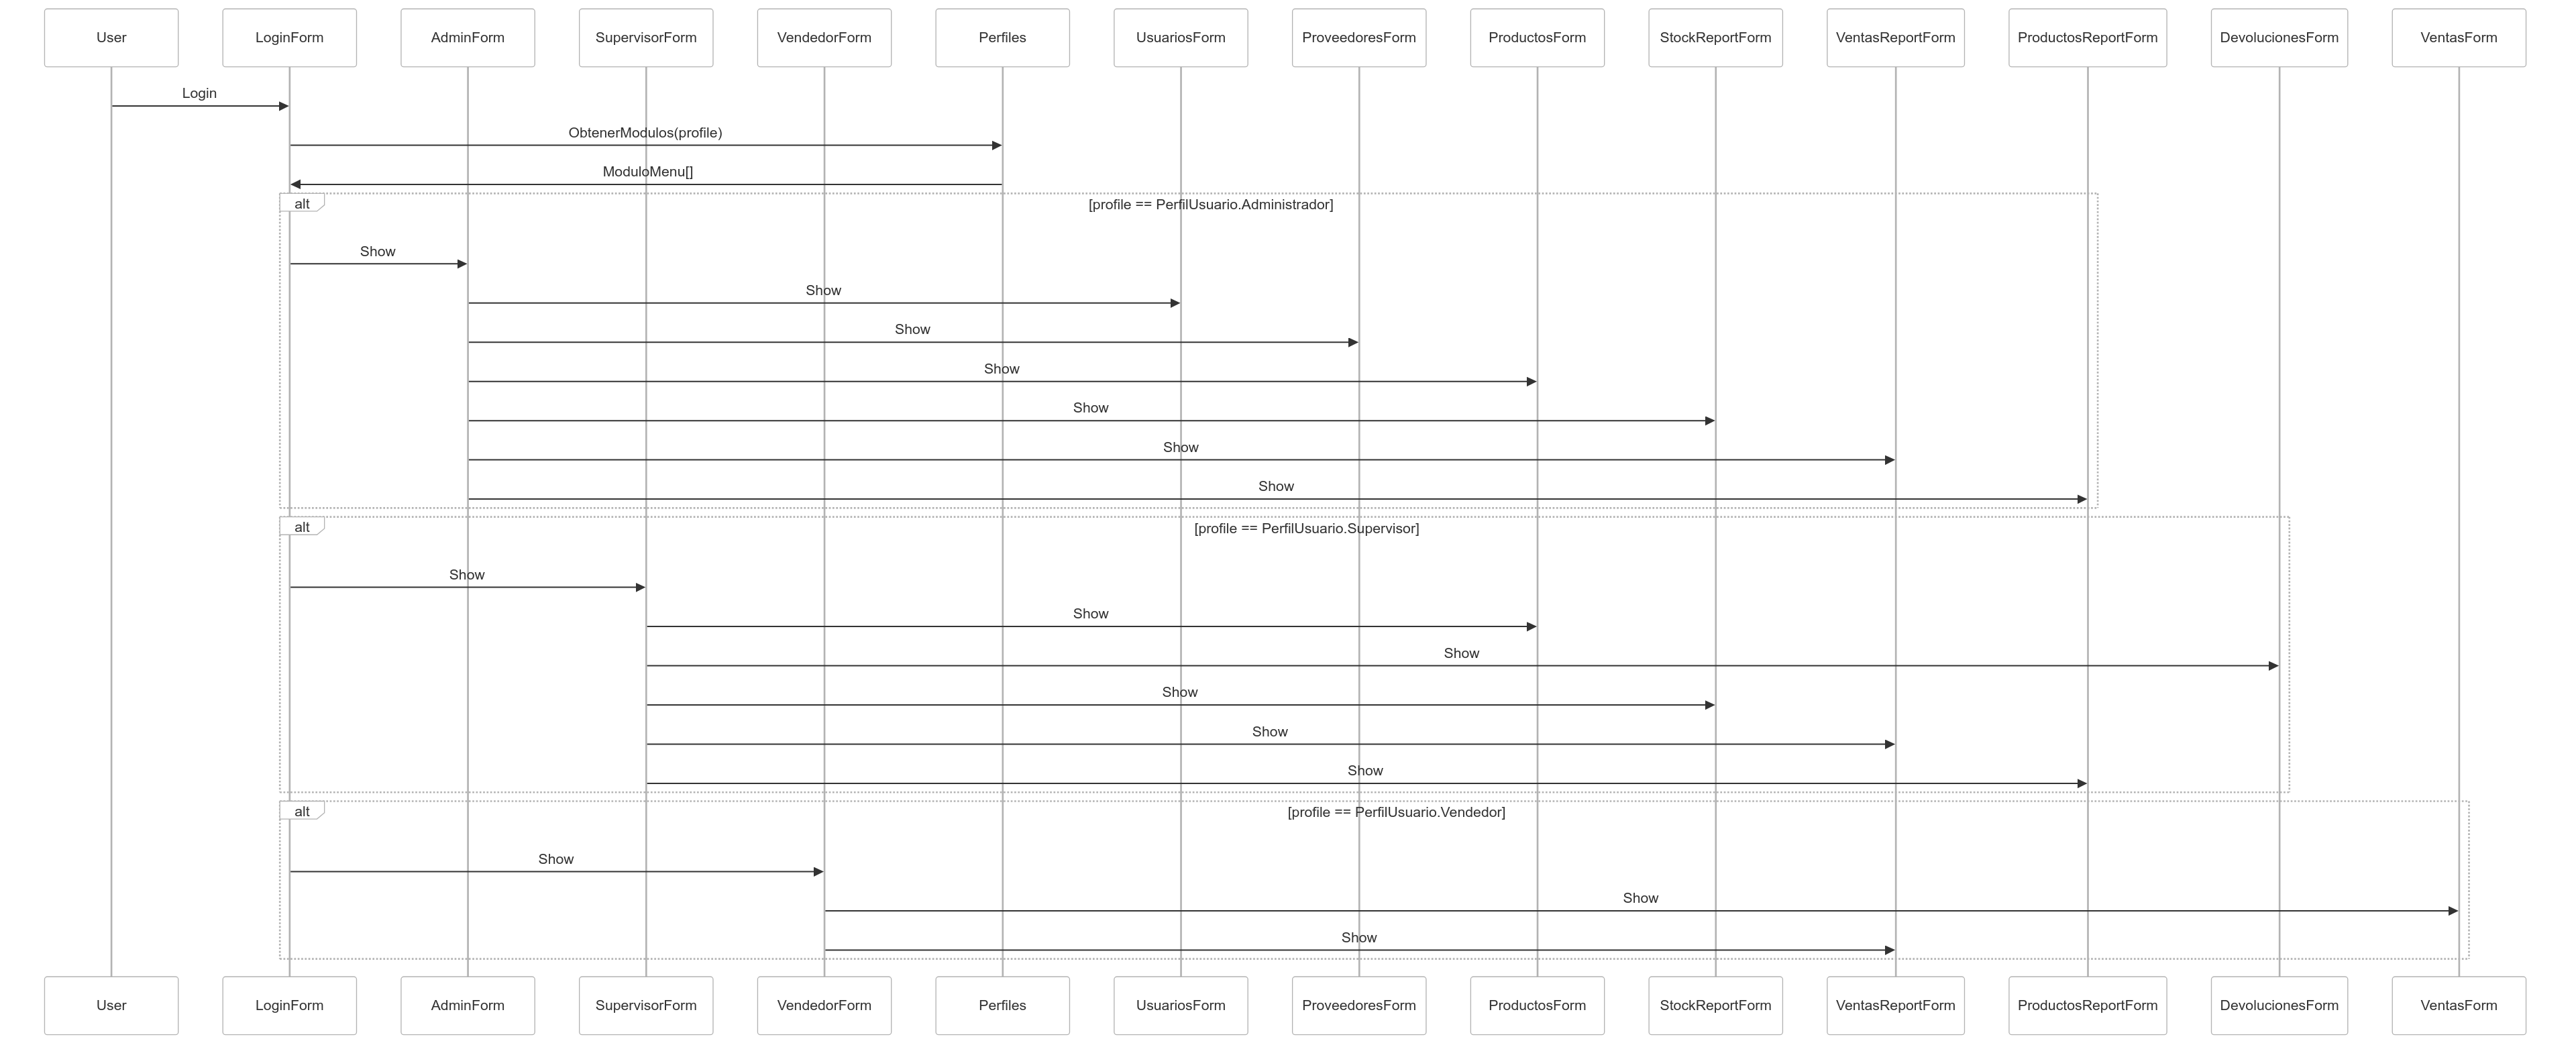 User
LoginForm
AdminForm
SupervisorForm
VendedorForm
Perfiles
UsuariosForm
ProveedoresForm
ProductosForm
StockReportForm
VentasReportForm
ProductosReportForm
DevolucionesForm
VentasForm
Login
ObtenerModulos(profile)
ModuloMenu[]
alt
[profile == PerfilUsuario.Administrador]
Show
Show
Show
Show
Show
Show
Show
alt
[profile == PerfilUsuario.Supervisor]
Show
Show
Show
Show
Show
Show
alt
[profile == PerfilUsuario.Vendedor]
Show
Show
Show
User
LoginForm
AdminForm
SupervisorForm
VendedorForm
Perfiles
UsuariosForm
ProveedoresForm
ProductosForm
StockReportForm
VentasReportForm
ProductosReportForm
DevolucionesForm
VentasForm